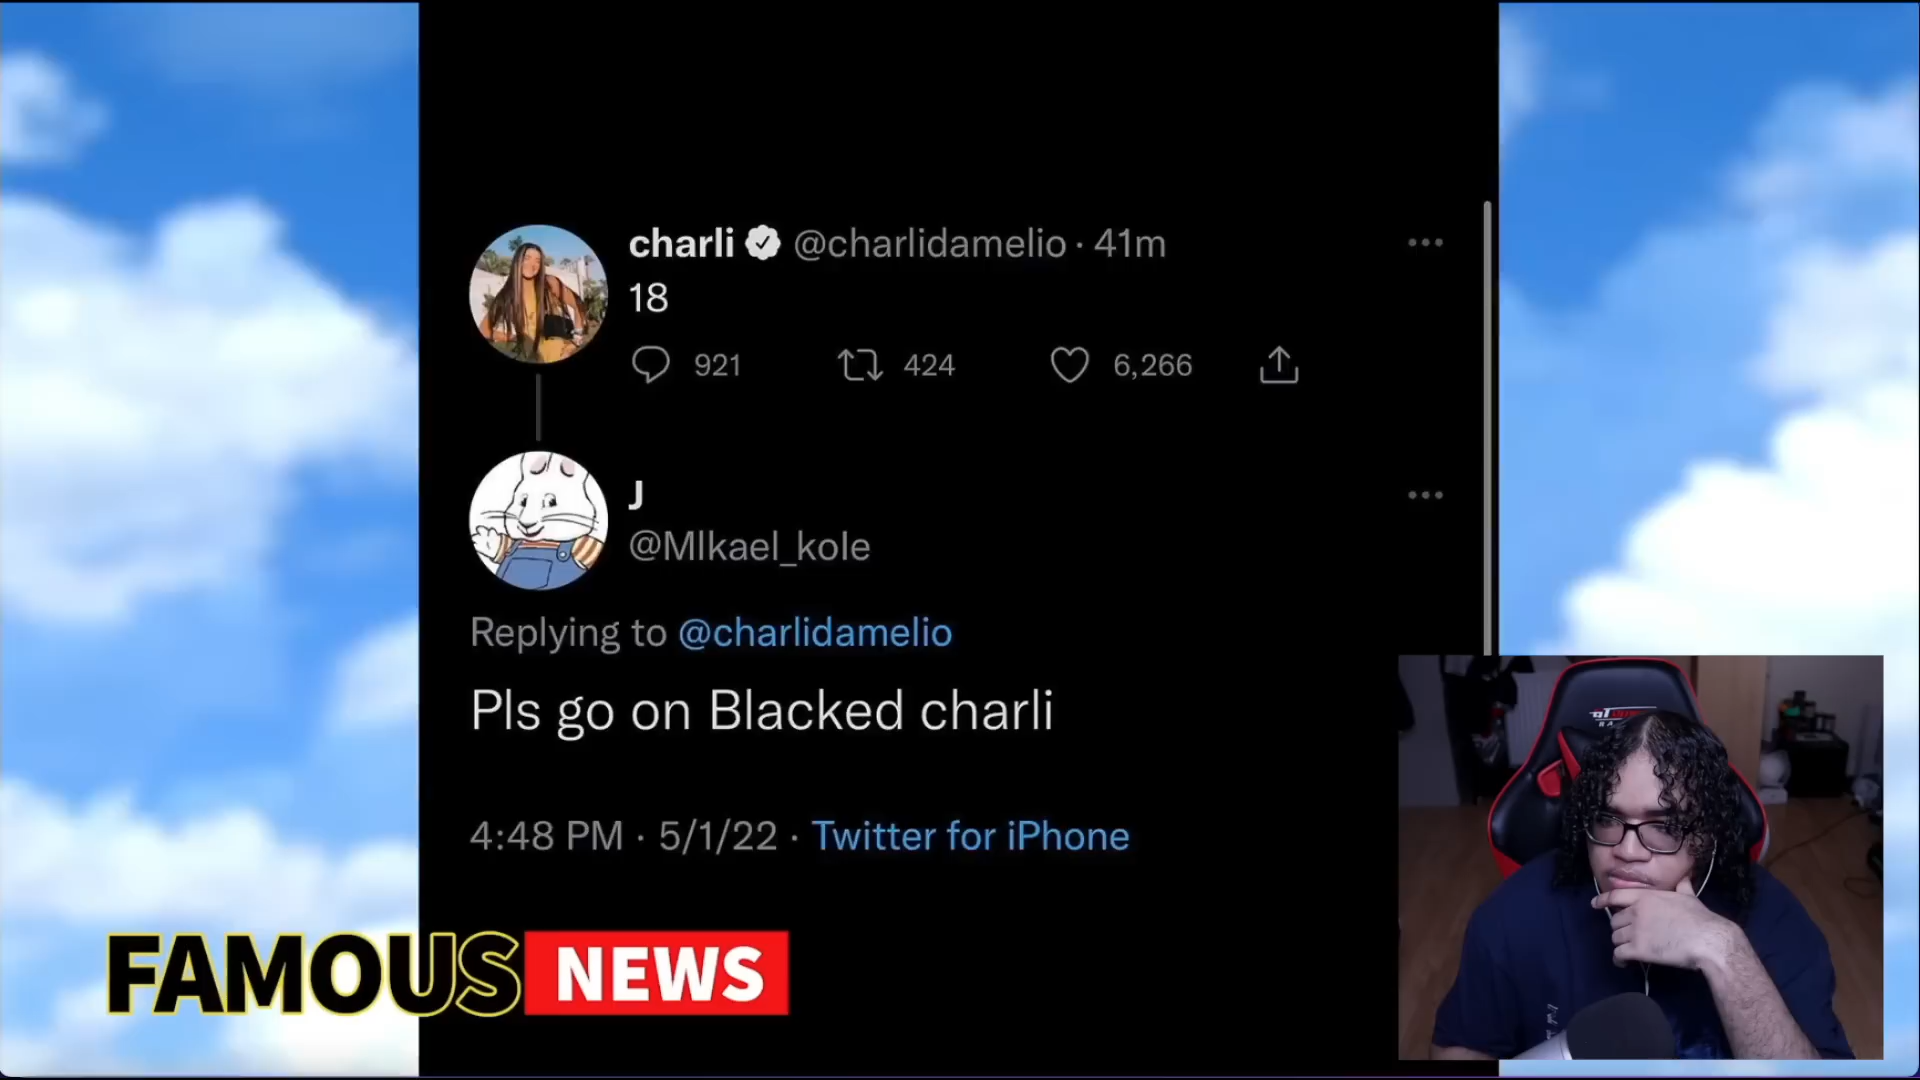 charli @charlidamelio · 41m
18
921 424 6,266
J
@MIkael_kole
Replying to @charlidamelio
Pls go on Blacked charli
4:48 PM · 5/1/22 · Twitter for iPhone
FAMOUS NEWS